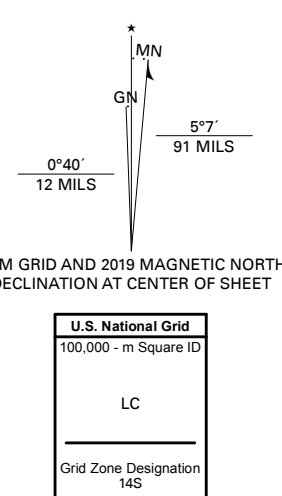 ★
MN
GN
5°7´
91 MILS
0°40´
12 MILS
M GRID AND 2019 MAGNETIC NORTH
DECLINATION AT CENTER OF SHEET
U.S. National Grid
100,000 - m Square ID
LC
Grid Zone Designation
14S